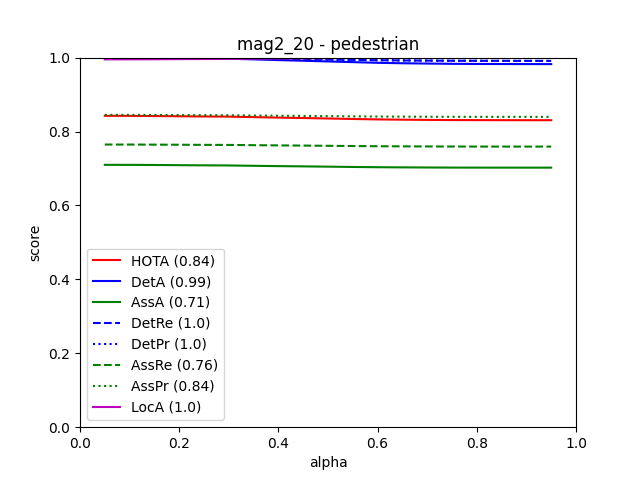 mag2_20 - pedestrian
1.0
0.8
0.6
0.4
0.2
0.0
score
HOTA (0.84)
DetA (0.99)
AssA (0.71)
DetRe (1.0)
DetPr (1.0)
AssRe (0.76)
AssPr (0.84)
LocA (1.0)
0.0 0.2 0.4 0.6 0.8 1.0
alpha